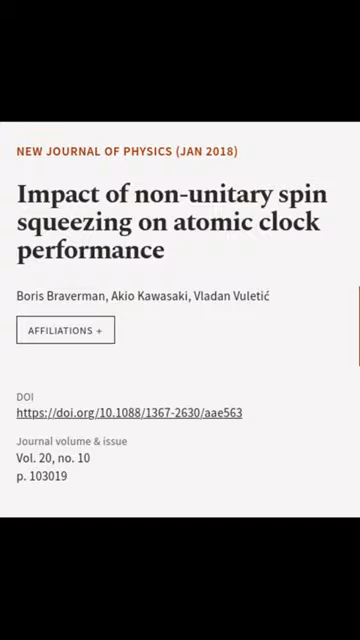 NEW JOURNAL OF PHYSICS (JAN 2018)
Impact of non-unitary spin
squeezing on atomic clock
performance
Boris Braverman, Akio Kawasaki, Vladan Vuletić
AFFILIATIONS +
DOI
https://doi.org/10.1088/1367-2630/aae563
Journal volume & issue
Vol. 20, no. 10
p. 103019